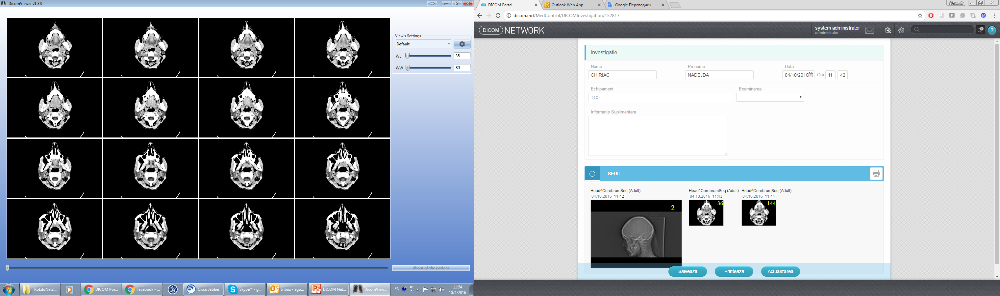 DicomViewer v1.3.9
View's Settings
Default
WL 35
WW 80
About of the patient
RoEduNet2...
DICOM Por...
Facebook - ...
Cisco Jabber
Skype™ - g...
Inbox - ago...
DICOM Net...
DicomView...
EN
11:54
10/4/2016
DICOM Portal
Outlook Web App
Google Переводчик
Alexandr
dicom.md/MedControl/DICOMInvestigation/152817
DICOM NETWORK
system administrator
administrator
Investigatie
Nume
Prenume
Data
CHIRIAC
NADEJDA
04/10/2016 Ora: 11 42
Echipament
Examinarea
TC5
Informatie Suplimentara
SERII
Head^CerebrumSeq (Adult)
04.10.2016 11:42
2
Head^CerebrumSeq (Adult)
04.10.2016 11:43
36
Head^CerebrumSeq (Adult)
04.10.2016 11:44
144
Salveaza
Printeaza
Actualizarea